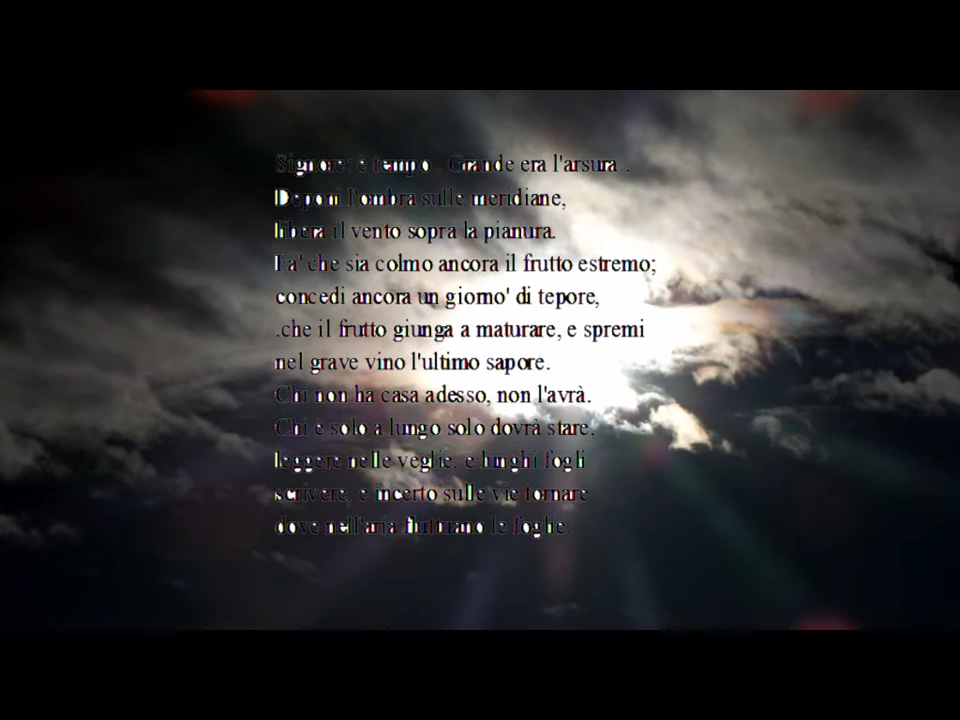 Signore: è tempo . Grande era l'arsura .
Deponi l'ombra sulle meridiane,
libera il vento sopra la pianura.
Fa' che sia colmo ancora il frutto estremo;
concedi ancora un giorno' di tepore,
.che il frutto giunga a maturare, e spremi
nel grave vino l'ultimo sapore.
Chi non ha casa adesso, non l'avrà.
Chi è solo a lungo solo dovrà stare,
leggere nelle veglie, e lunghi fogli
scrivere, e incerto sulle vie tornare
dove nell'aria fluttuano le foglie.